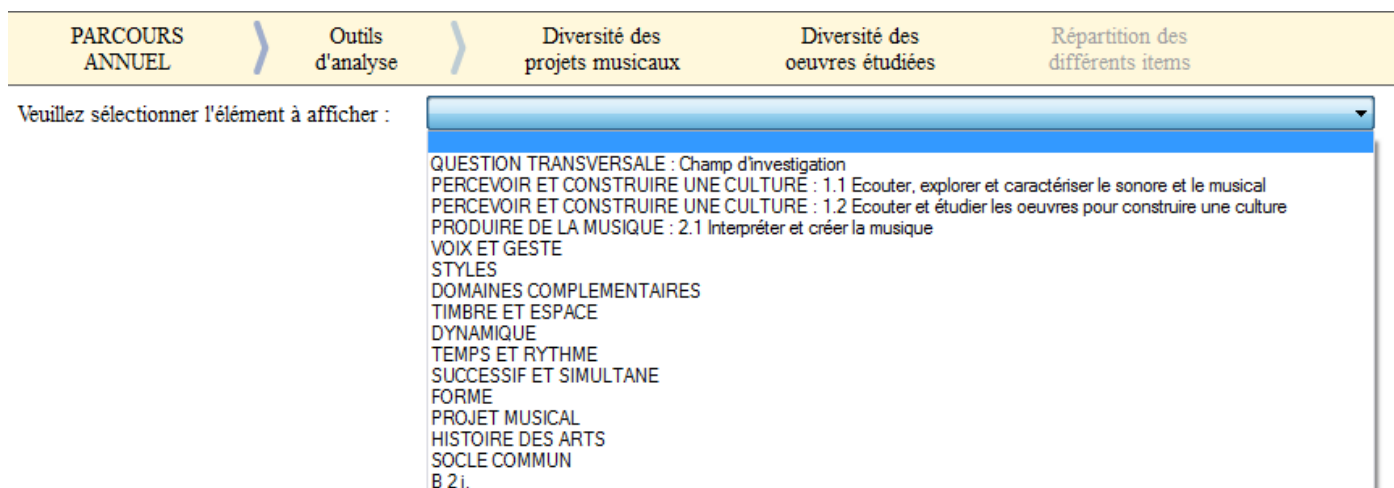 PARCOURS ANNUEL
Outils d'analyse
Diversité des projets musicaux
Diversité des oeuvres étudiées
Répartition des différents items
Veuillez sélectionner l'élément à afficher :
QUESTION TRANSVERSALE : Champ d'investigation
PERCEVOIR ET CONSTRUIRE UNE CULTURE : 1.1 Ecouter, explorer et caractériser le sonore et le musical
PERCEVOIR ET CONSTRUIRE UNE CULTURE : 1.2 Ecouter et étudier les oeuvres pour construire une culture
PRODUIRE DE LA MUSIQUE : 2.1 Interpréter et créer la musique
VOIX ET GESTE
STYLES
DOMAINES COMPLEMENTAIRES
TIMBRE ET ESPACE
DYNAMIQUE
TEMPS ET RYTHME
SUCCESSIF ET SIMULTANE
FORME
PROJET MUSICAL
HISTOIRE DES ARTS
SOCLE COMMUN
B 2 i.